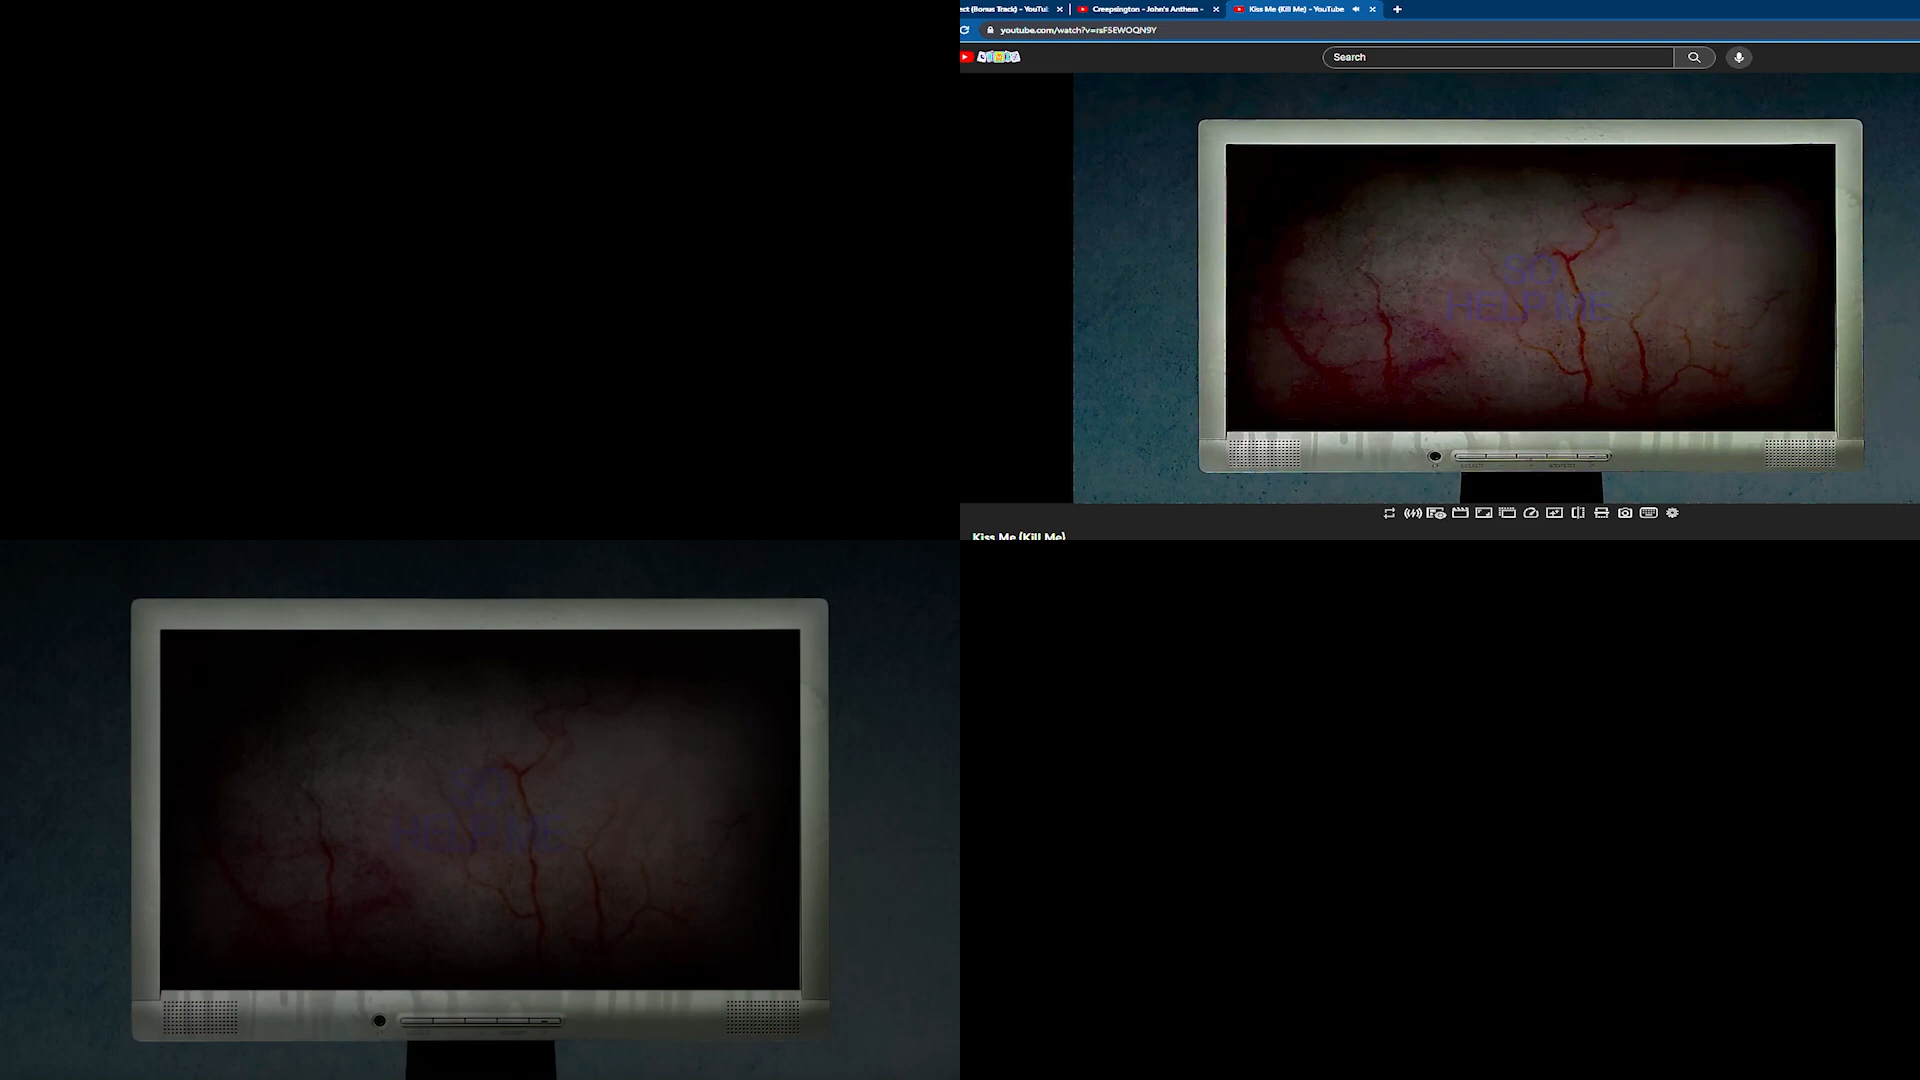 ect (Bonus Track) - YouTu
Creepsington - John's Anthem -
Kiss Me (Kill Me) - YouTube
youtube.com/watch?v=rsF5EWOQN9Y
Search
SO
HELP ME
Kiss Me (Kill Me)
SO
HELP ME